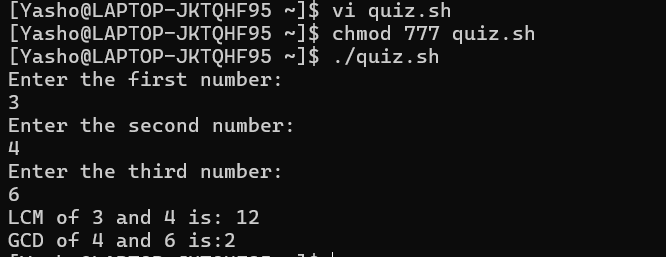 [Yasho@LAPTOP-JKTQHF95 ~]$ vi quiz.sh
[Yasho@LAPTOP-JKTQHF95 ~]$ chmod 777 quiz.sh
[Yasho@LAPTOP-JKTQHF95 ~]$ ./quiz.sh
Enter the first number:
3
Enter the second number:
4
Enter the third number:
6
LCM of 3 and 4 is: 12
GCD of 4 and 6 is:2